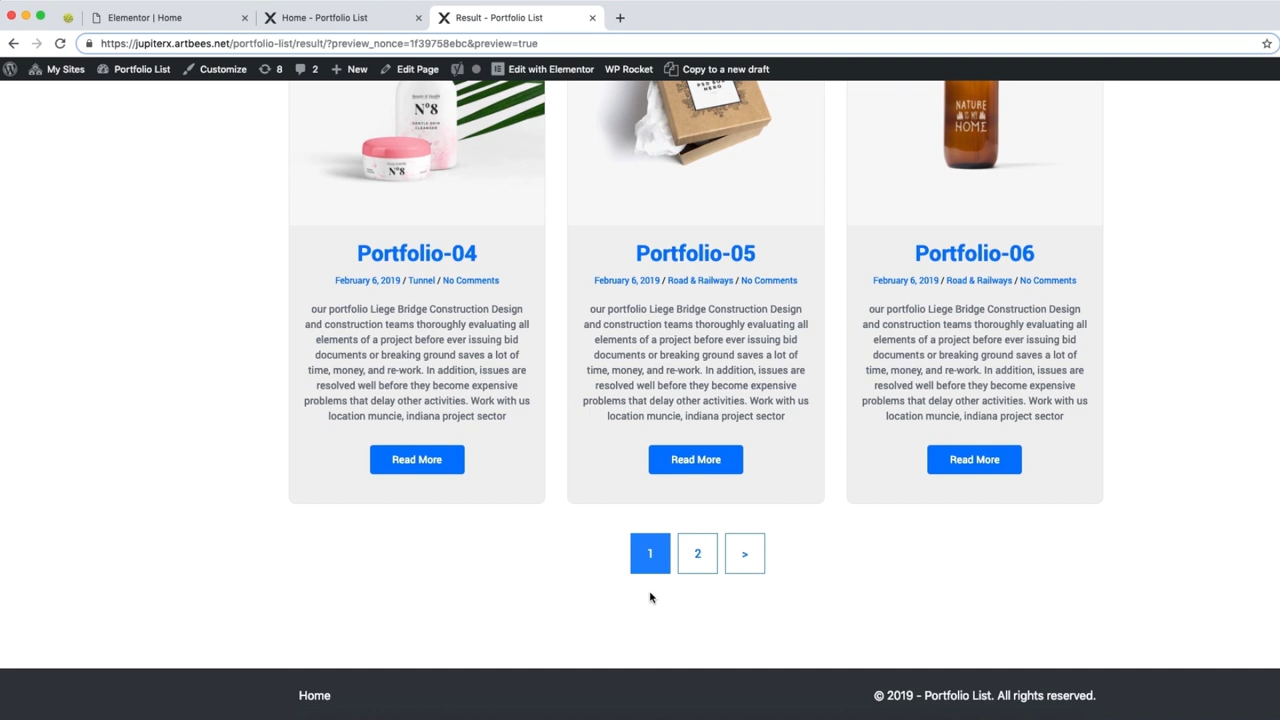 Elementor | Home
Home - Portfolio List
Result - Portfolio List
https://jupiterx.artbees.net/portfolio-list/result/?preview_nonce=1f39758ebc&preview=true
My Sites Portfolio List Customize 8 2 + New Edit Page Edit with Elementor WP Rocket Copy to a new draft
Nº8
GENTLE SKIN
CLEANSER
Nº8
PSD BOX
HERO
NATURE
IS MY
HOME
Portfolio-04
February 6, 2019 / Tunnel / No Comments
our portfolio Liege Bridge Construction Design
and construction teams thoroughly evaluating all
elements of a project before ever issuing bid
documents or breaking ground saves a lot of
time, money, and re-work. In addition, issues are
resolved well before they become expensive
problems that delay other activities. Work with us
location muncie, indiana project sector
Read More
Portfolio-05
February 6, 2019 / Road & Railways / No Comments
our portfolio Liege Bridge Construction Design
and construction teams thoroughly evaluating all
elements of a project before ever issuing bid
documents or breaking ground saves a lot of
time, money, and re-work. In addition, issues are
resolved well before they become expensive
problems that delay other activities. Work with us
location muncie, indiana project sector
Read More
Portfolio-06
February 6, 2019 / Road & Railways / No Comments
our portfolio Liege Bridge Construction Design
and construction teams thoroughly evaluating all
elements of a project before ever issuing bid
documents or breaking ground saves a lot of
time, money, and re-work. In addition, issues are
resolved well before they become expensive
problems that delay other activities. Work with us
location muncie, indiana project sector
Read More
1 2 >
Home
© 2019 - Portfolio List. All rights reserved.